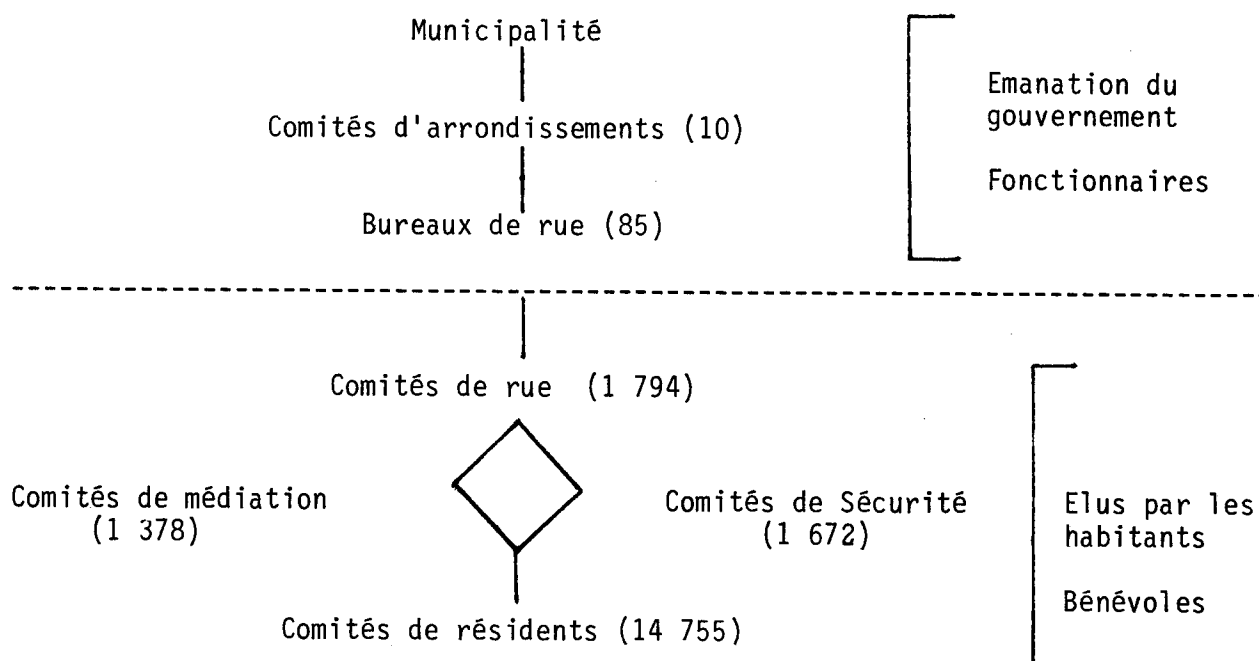 Municipalité
Emanation du
gouvernement
Comités d'arrondissements (10)
Fonctionnaires
Bureaux de rue (85)
Comités de rue (1 794)
Comités de médiation
(1 378)
Comités de Sécurité
(1 672)
Elus par les
habitants
Bénévoles
Comités de résidents (14 755)